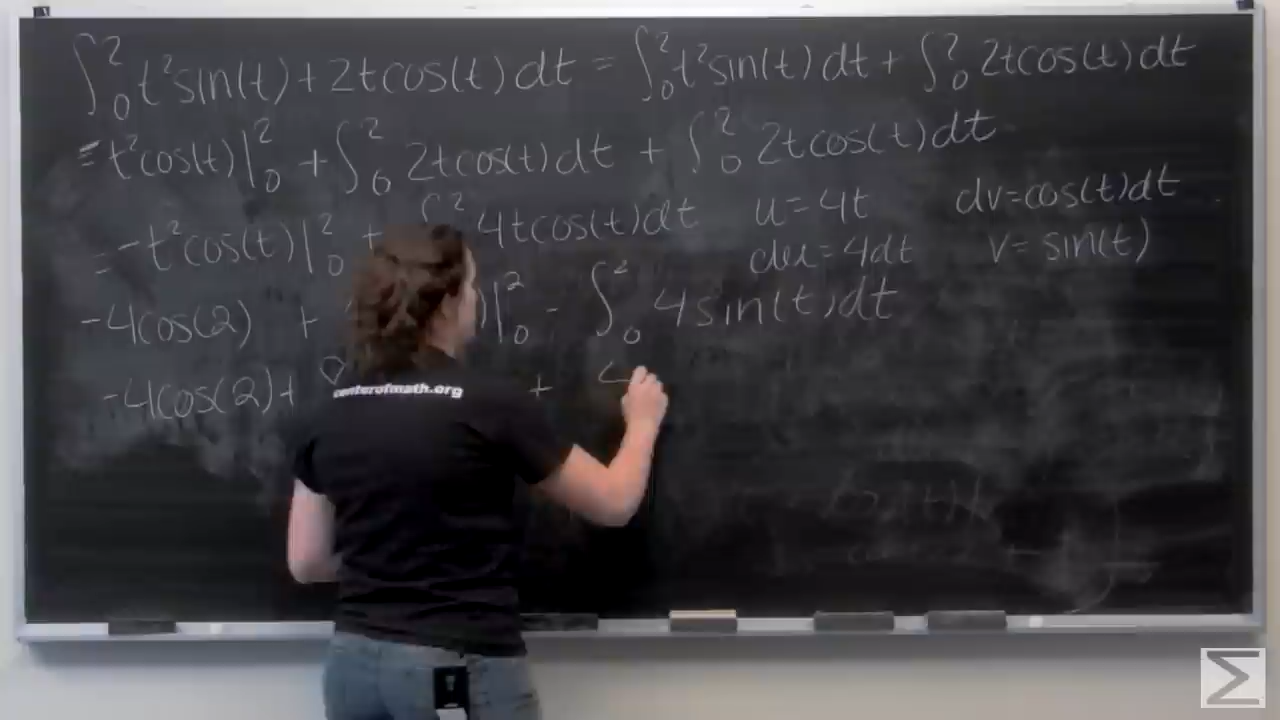 ∫₀² t²sin(t)+2tcos(t)dt = ∫₀² t²sin(t)dt + ∫₀² 2tcos(t)dt
= t²cos(t)|₀² + ∫₀² 2tcos(t)dt + ∫₀² 2tcos(t)dt
= -t²cos(t)|₀² + ∫₀² 4tcos(t)dt u=4t dv=cos(t)dt
du=4dt v=sin(t)
-4cos(2) + )|₀² - ∫₀² 4sin(t)dt
-4cos(2)+ +
centerofmath.org
Σ